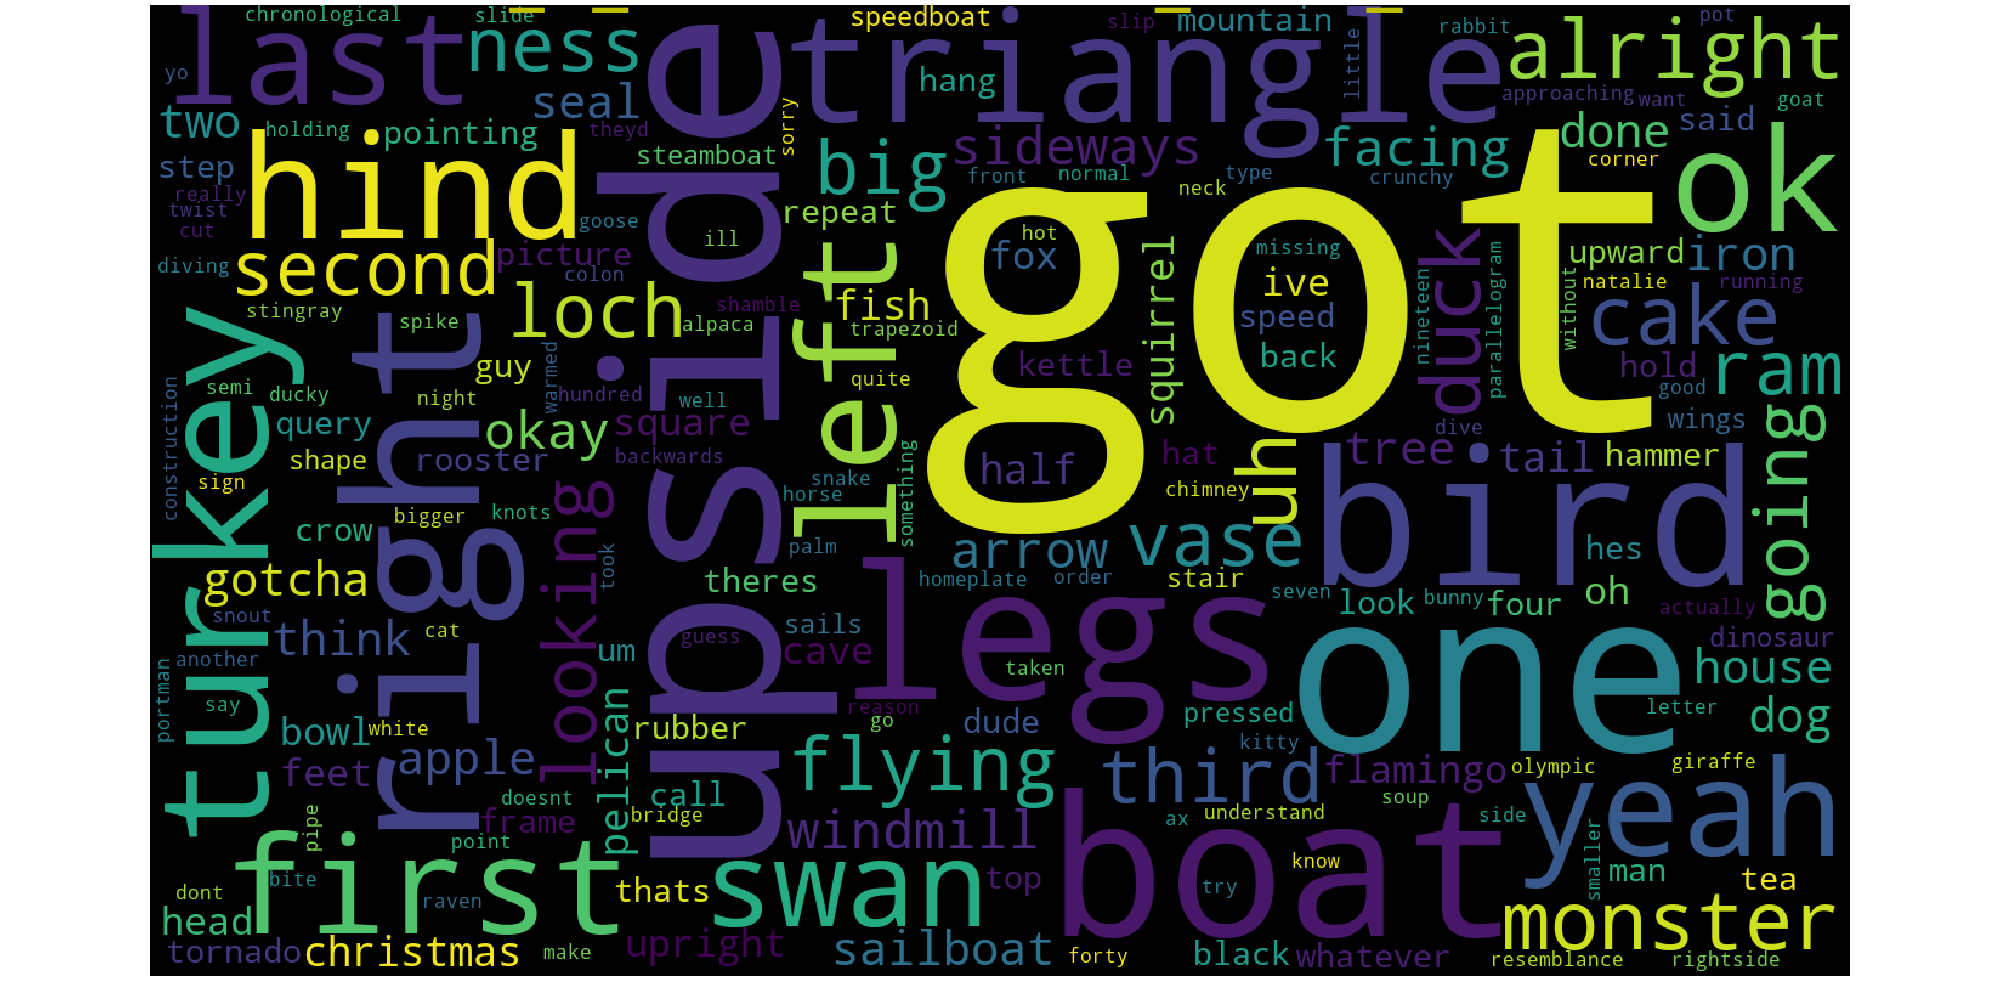 chronological
slide
speedboat
slip
mountain
little
rabbit
pot
last
ness
upside
triangle
alright
yo
seal
hang
approaching
want
goat
two
holding
pointing
theyd
sorry
sideways
big
facing
done
said
ok
step
hind
steamboat
front
normal
neck
type
crunchy
corner
really
twist
cut
goose
repeat
got
second
picture
ill
left
fox
hot
squirrel
missing
duck
parallelogram
upward
iron
diving
colon
ive
nineteen
without
natalie
running
stingray
spike
loch
shamble
alpaca
fish
trapezoid
speed
cake
turkey
right
guy
warmed
kettle
back
hold
ram
construction
semi
ducky
night
hundred
quite
good
query
okay
square
well
dive
wings
going
shape
rooster
backwards
something
half
uh
hat
tree
tail
hammer
sign
looking
snake
horse
chimney
bird
bigger
knots
crow
palm
arrow
vase
hes
gotcha
took
theres
homeplate
order
stair
seven
look
bunny
four
oh
snout
think
cat
um
guess
sails
legs
one
actually
dinosaur
another
cave
taken
house
portman
say
reason
go
dude
pressed
letter
dog
bowl
white
pelican
rubber
kitty
feet
apple
flying
third
flamingo
olympic
giraffe
yeah
doesnt
call
soup
frame
bridge
windmill
ax
understand
side
pipe
point
boat
smaller
first
swan
know
man
tea
dont
bite
thats
top
try
head
raven
monster
tornado
christmas
make
upright
sailboat
forty
black
whatever
resemblance
rightside